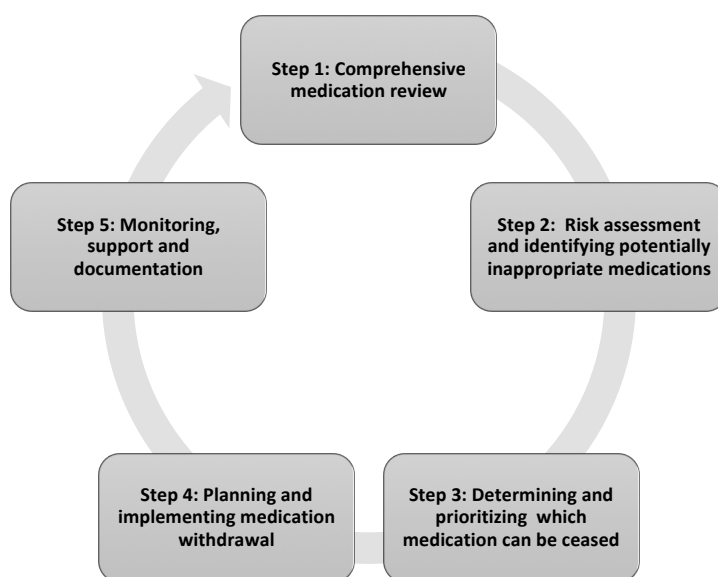 Step 1: Comprehensive
medication review
Step 2:  Risk assessment
and identifying potentially
inappropriate medications
Step 3: Determining and
prioritizing  which
medication can be ceased
Step 4: Planning and
implementing medication
withdrawal
Step 5: Monitoring,
support and
documentation